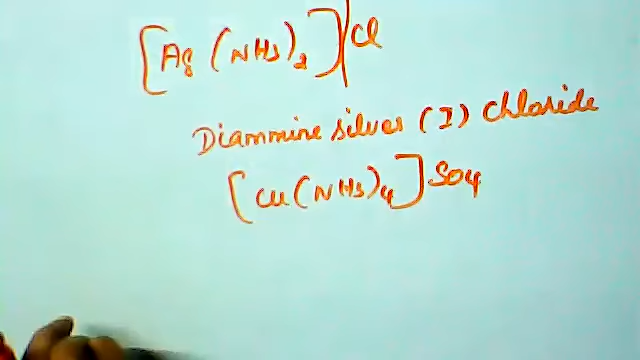 [Ag (NH3)2]|Cl
Diammine silver (I) Chloride
[Cu(NH3)4] SO4